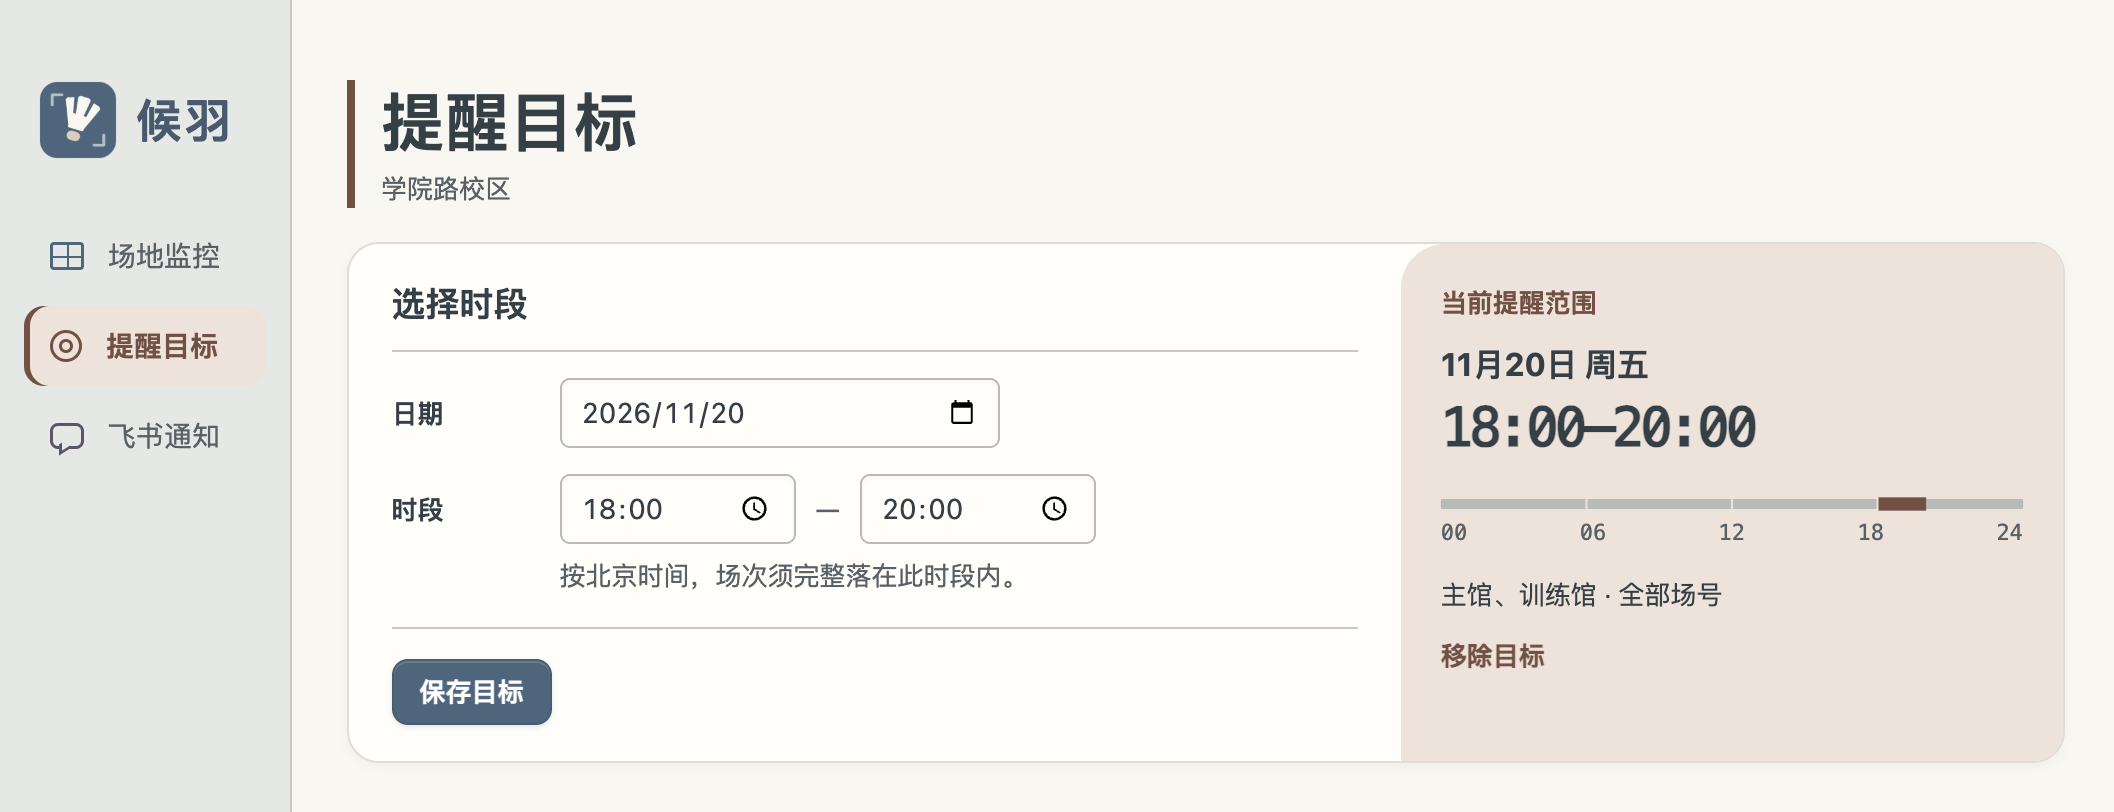 候羽
场地监控
提醒目标
飞书通知
提醒目标
学院路校区
选择时段
日期
2026/11/20
时段
18:00 — 20:00
按北京时间，场次须完整落在此时段内。
保存目标
当前提醒范围
11月20日 周五
18:00—20:00
00 06 12 18 24
主馆、训练馆 · 全部场号
移除目标